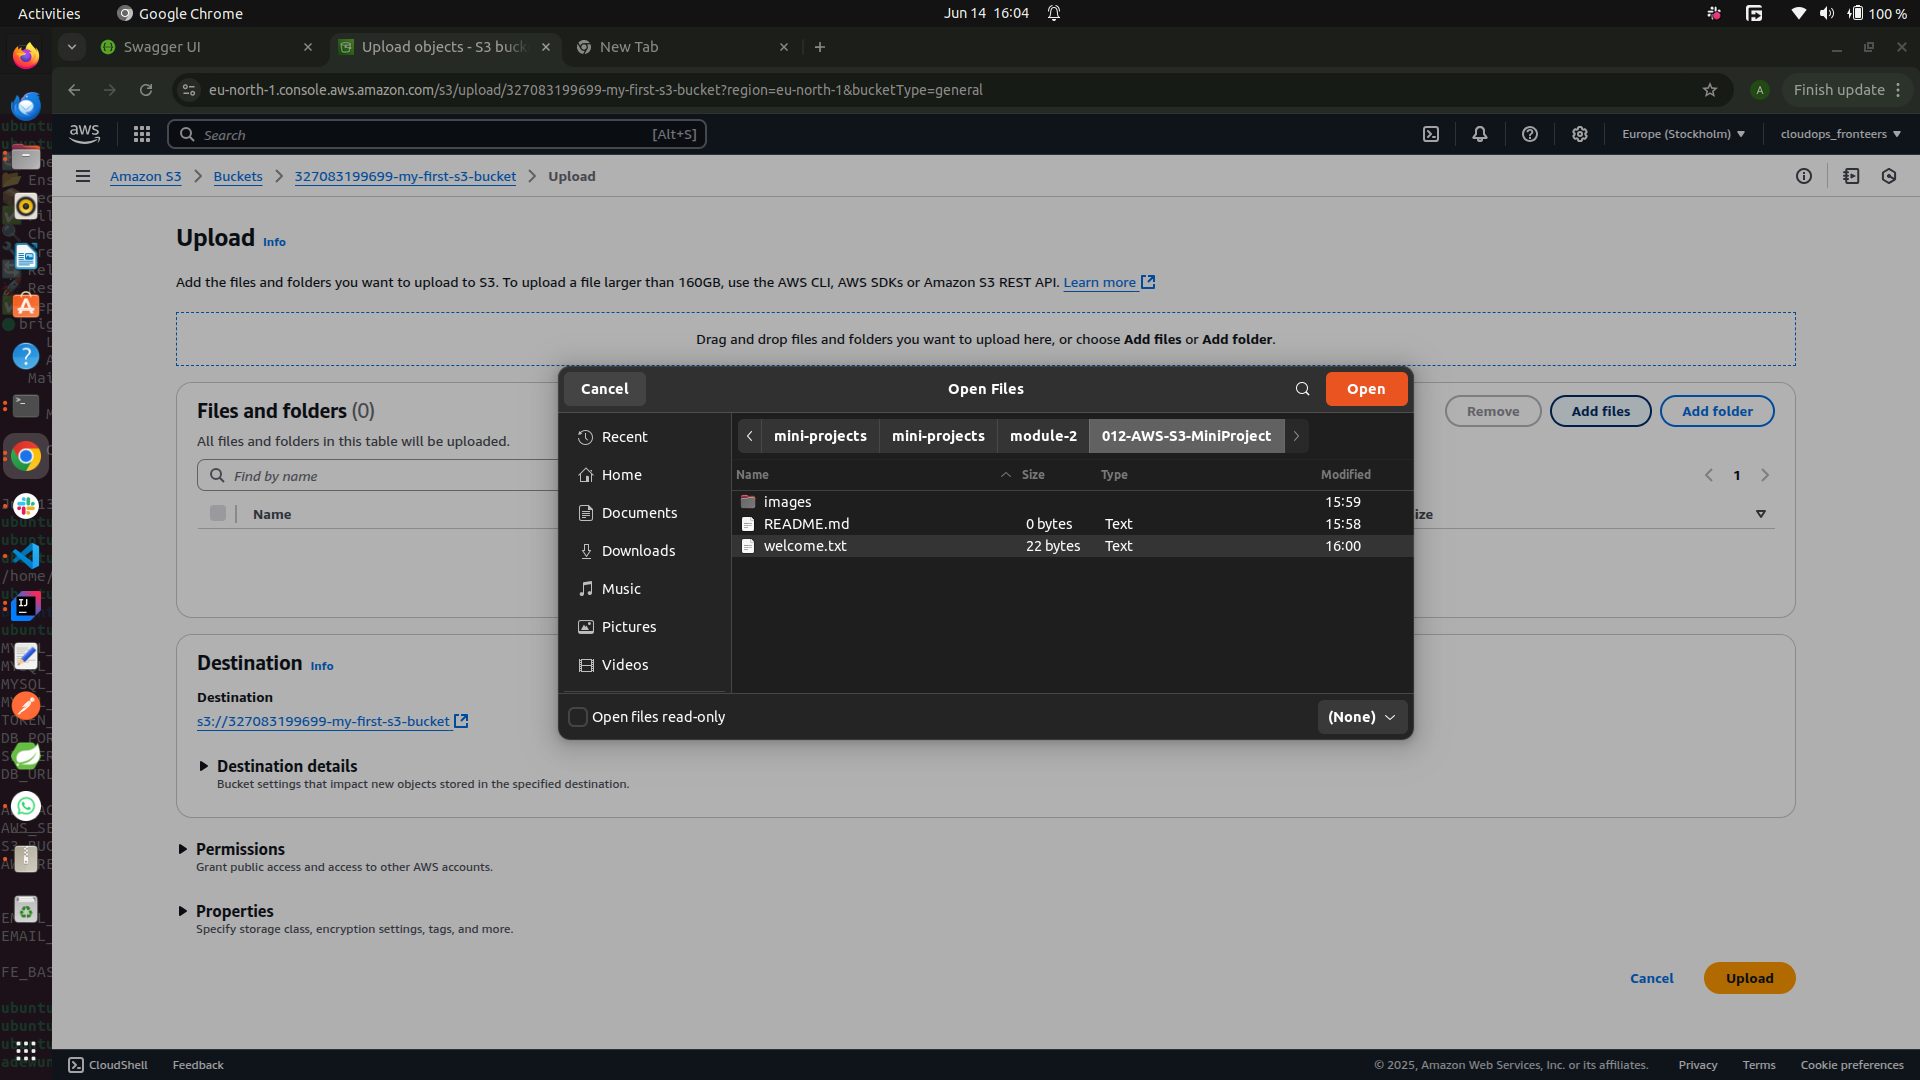 Activities
Google Chrome
Jun 14 16:04
100 %
Swagger UI
Upload objects - S3 buck
New Tab
eu-north-1.console.aws.amazon.com/s3/upload/327083199699-my-first-s3-bucket?region=eu-north-1&bucketType=general
A
Finish update
aws
Search
[Alt+S]
Europe (Stockholm)
cloudops_fronteers
Amazon S3
Buckets
327083199699-my-first-s3-bucket
Upload
Upload
Info
Add the files and folders you want to upload to S3. To upload a file larger than 160GB, use the AWS CLI, AWS SDKs or Amazon S3 REST API. Learn more
Drag and drop files and folders you want to upload here, or choose Add files or Add folder.
Files and folders (0)
All files and folders in this table will be uploaded.
Remove
Add files
Add folder
Find by name
1
Name
ize
Cancel
Open Files
Open
Recent
Home
Documents
Downloads
Music
Pictures
Videos
mini-projects
mini-projects
module-2
012-AWS-S3-MiniProject
Name
Size
Type
Modified
images
15:59
README.md
0 bytes
Text
15:58
welcome.txt
22 bytes
Text
16:00
Open files read-only
(None)
Destination
Info
Destination
s3://327083199699-my-first-s3-bucket
Destination details
Bucket settings that impact new objects stored in the specified destination.
Permissions
Grant public access and access to other AWS accounts.
Properties
Specify storage class, encryption settings, tags, and more.
Cancel
Upload
CloudShell
Feedback
© 2025, Amazon Web Services, Inc. or its affiliates.
Privacy
Terms
Cookie preferences